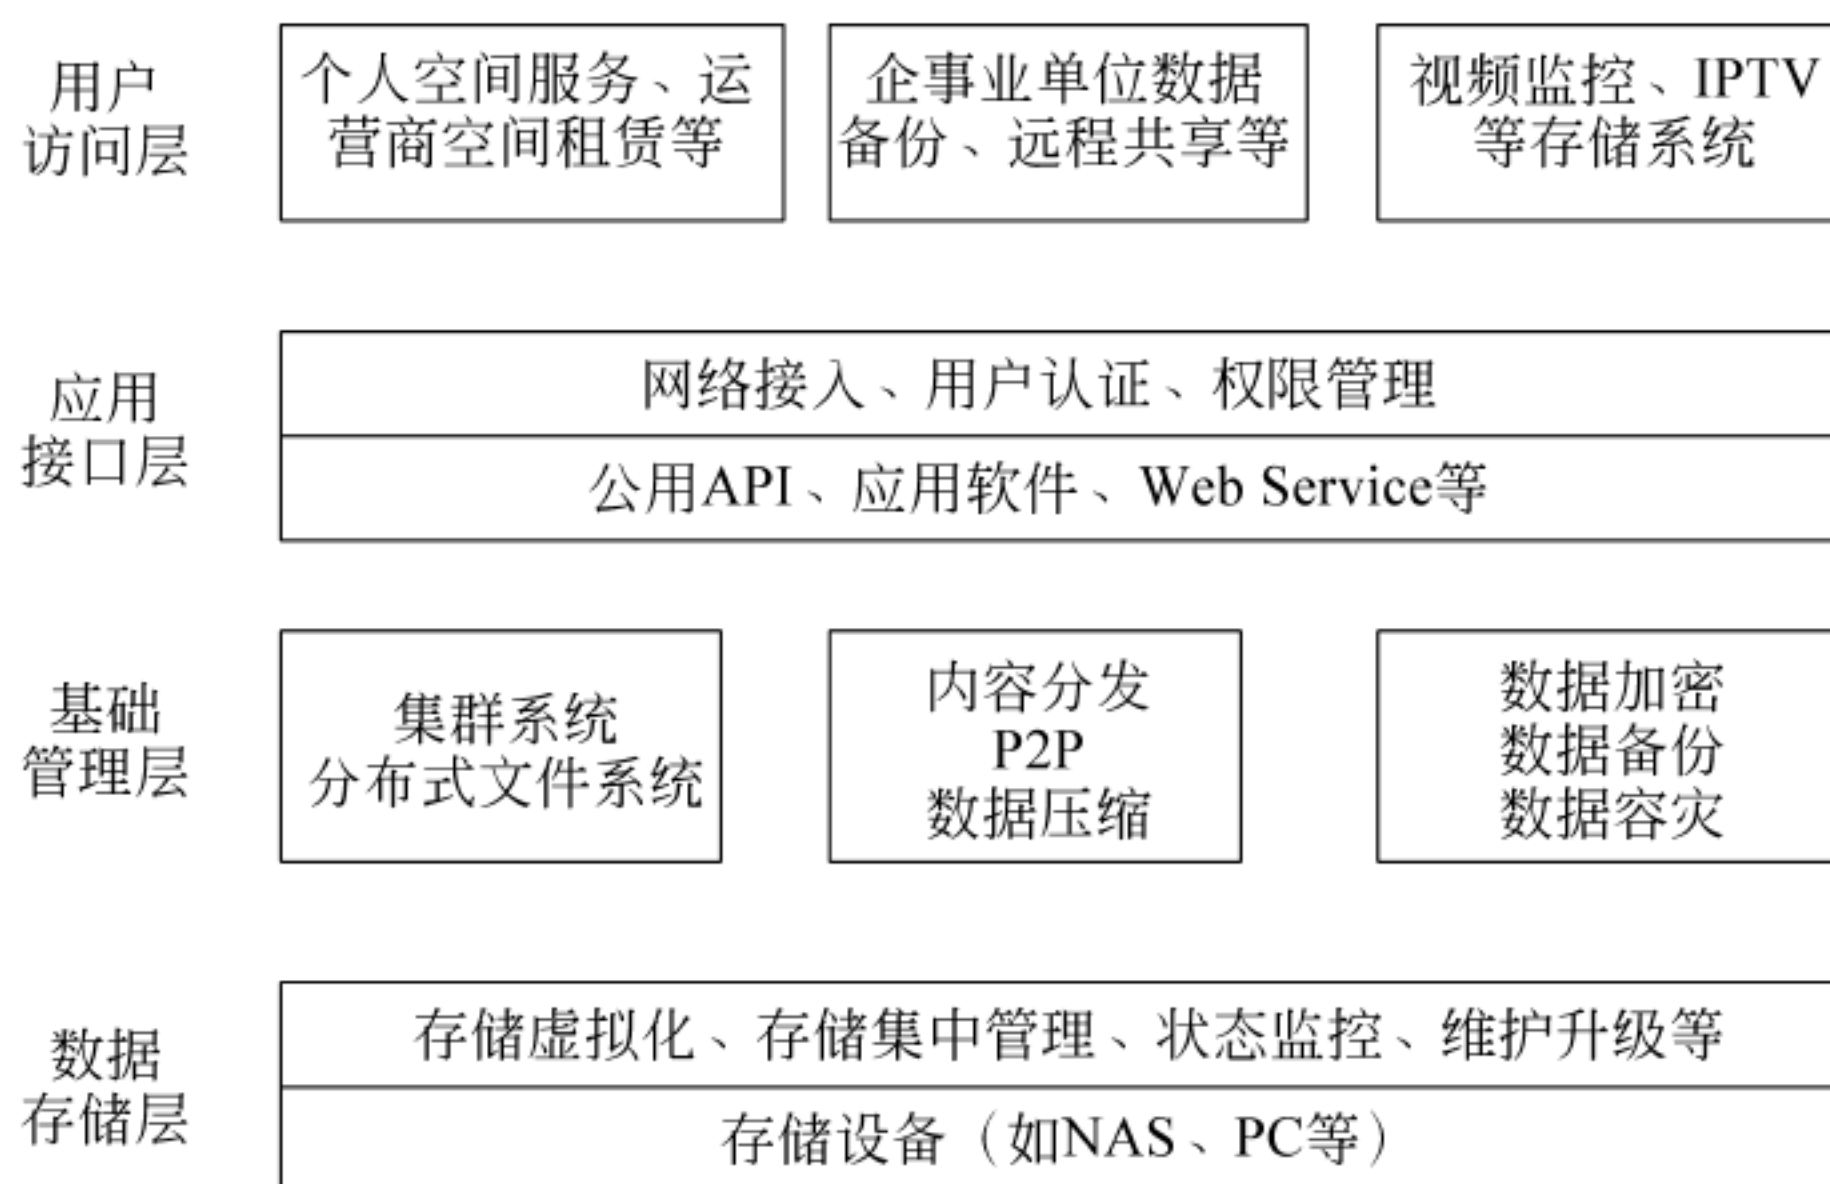 用户
访问层
个人空间服务、运
营商空间租赁等
企事业单位数据
备份、远程共享等
视频监控、IPTV
等存储系统
应用
接口层
网络接入、用户认证、权限管理
公用API、应用软件、Web Service等
基础
管理层
集群系统
分布式文件系统
内容分发
P2P
数据压缩
数据加密
数据备份
数据容灾
数据
存储层
存储虚拟化、存储集中管理、状态监控、维护升级等
存储设备（如NAS、PC等）